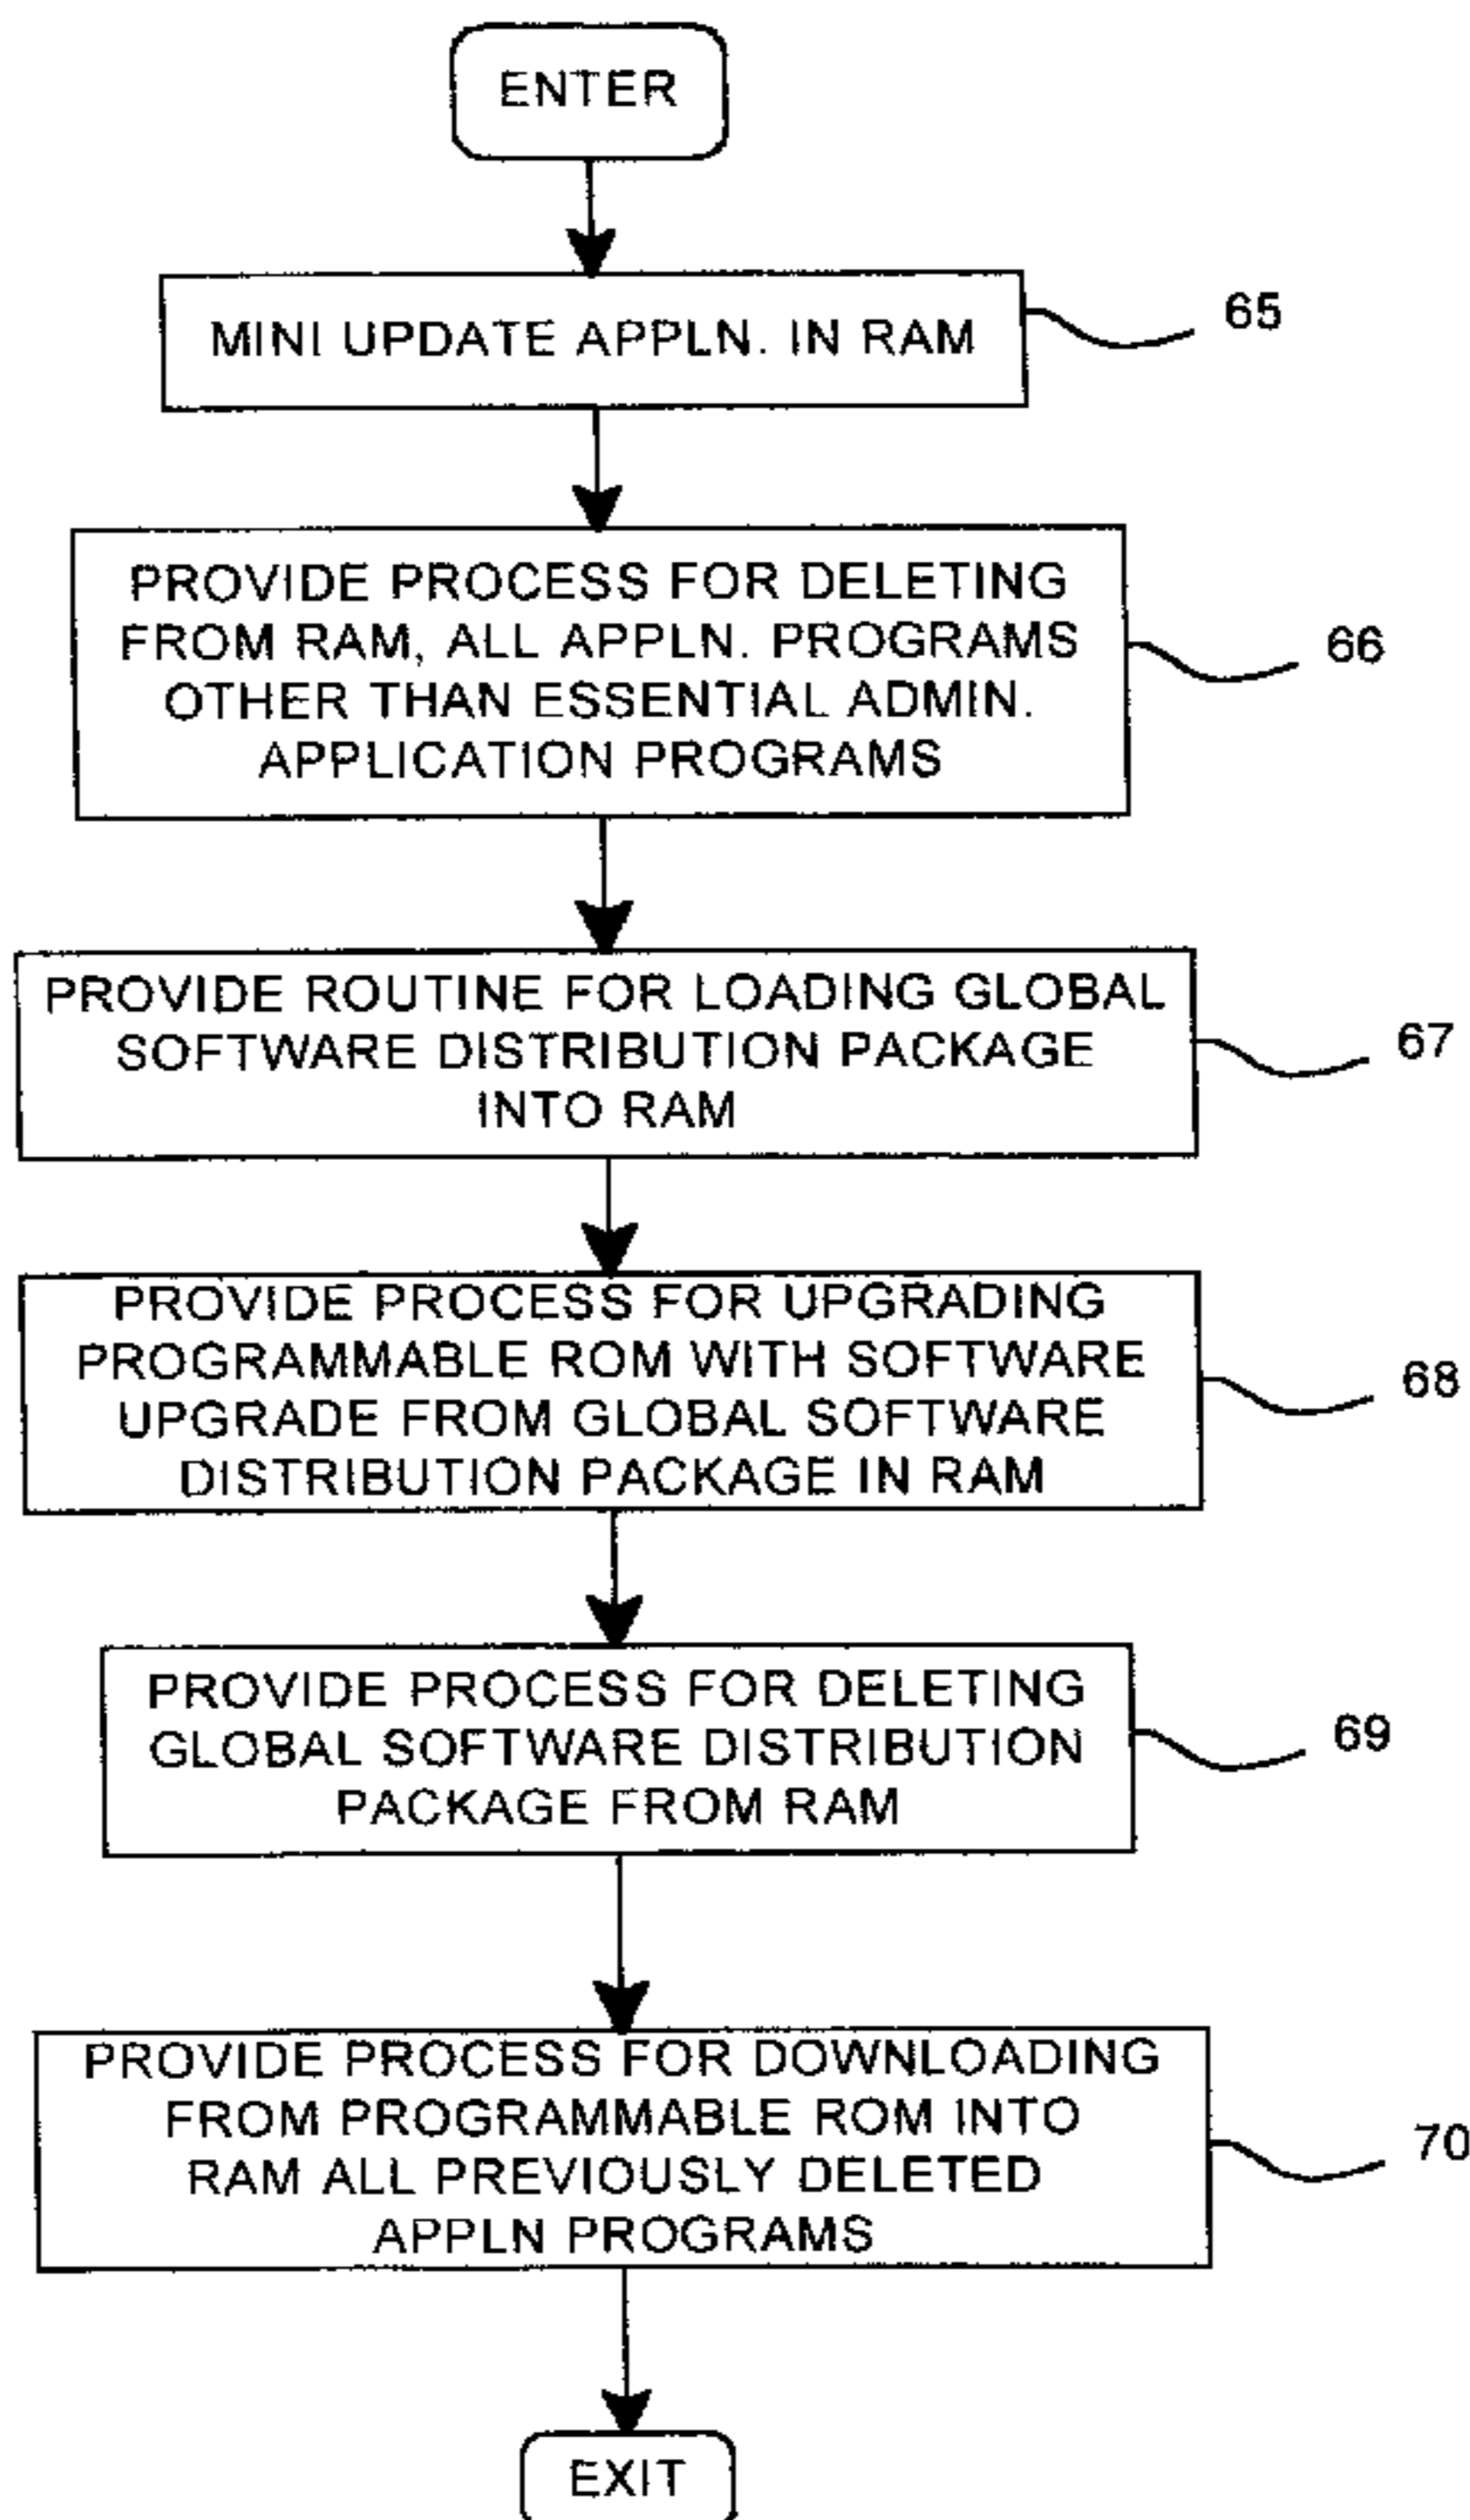 ENTER
MINI UPDATE APPLN. IN RAM
65
PROVIDE PROCESS FOR DELETING
FROM RAM, ALL APPLN. PROGRAMS
OTHER THAN ESSENTIAL ADMIN.
APPLICATION PROGRAMS
66
PROVIDE ROUTINE FOR LOADING GLOBAL
SOFTWARE DISTRIBUTION PACKAGE
INTO RAM
67
PROVIDE PROCESS FOR UPGRADING
PROGRAMMABLE ROM WITH SOFTWARE
UPGRADE FROM GLOBAL SOFTWARE
DISTRIBUTION PACKAGE IN RAM
68
PROVIDE PROCESS FOR DELETING
GLOBAL SOFTWARE DISTRIBUTION
PACKAGE FROM RAM
69
PROVIDE PROCESS FOR DOWNLOADING
FROM PROGRAMMABLE ROM INTO
RAM ALL PREVIOUSLY DELETED
APPLN PROGRAMS
70
EXIT